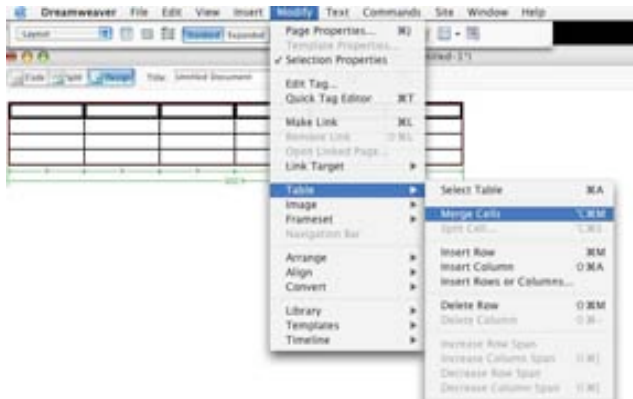 Dreamweaver File Edit View Insert Modify Text Commands Site Window Help
Layout Standard Expanded
Code Split Design Title: Untitled Document
Page Properties... ⌘J
Template Properties...
✓ Selection Properties
Edit Tag...
Quick Tag Editor ⌘T
Make Link ⌘L
Remove Link ⇧⌘L
Open Linked Page...
Link Target
Table
Image
Frameset
Navigation Bar
Arrange
Align
Convert
Library
Templates
Timeline
Select Table ⌘A
Merge Cells ⌥⌘M
Split Cell... ⌥⌘S
Insert Row ⌘M
Insert Column ⇧⌘A
Insert Rows or Columns...
Delete Row ⇧⌘M
Delete Column ⇧⌘-
Increase Row Span
Increase Column Span ⇧⌘]
Decrease Row Span
Decrease Column Span ⇧⌘[